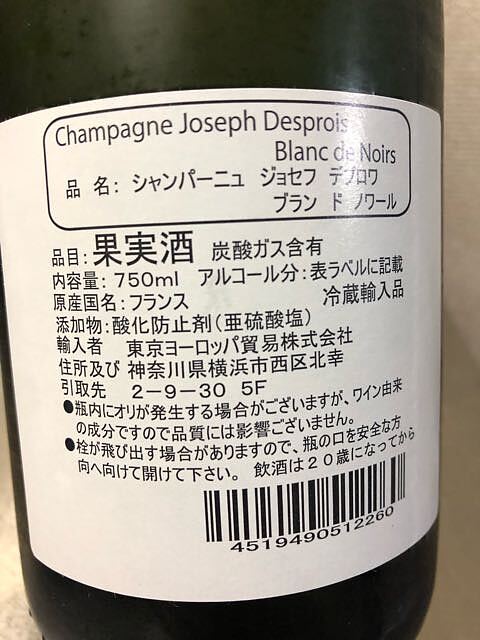 Champagne Joseph Desprois
Blanc de Noirs
品 名: シャンパーニュ ジョセフ デプロワ
ブラン ド ノワール
品目:果実酒 炭酸ガス含有
内容量: 750ml アルコール分:表ラベルに記載
原産国名:フランス 冷蔵輸入品
添加物:酸化防止剤(亜硫酸塩)
輸入者 東京ヨーロッパ貿易株式会社
住所及び 神奈川県横浜市西区北幸
引取先 2-9-30 5F
●瓶内にオリが発生する場合がございますが、ワイン由来
の成分ですので品質には影響ございません。
●栓が飛び出す場合がありますので、瓶の口を安全な方
向へ向けて開けて下さい。 飲酒は20歳になってから
4519490512260